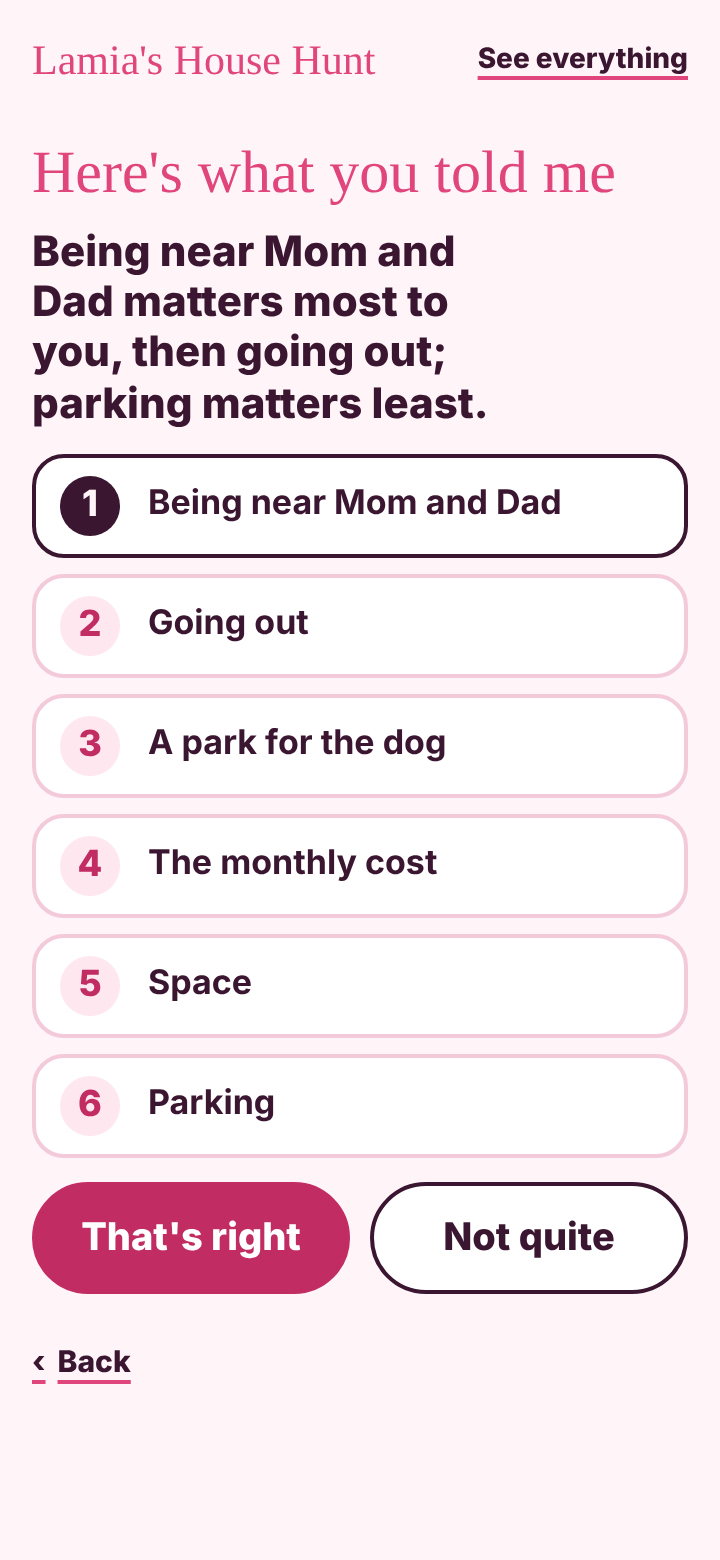 Lamia's House Hunt
See everything
Here's what you told me
Being near Mom and
Dad matters most to
you, then going out;
parking matters least.
1 Being near Mom and Dad
2 Going out
3 A park for the dog
4 The monthly cost
5 Space
6 Parking
That's right
Not quite
‹ Back